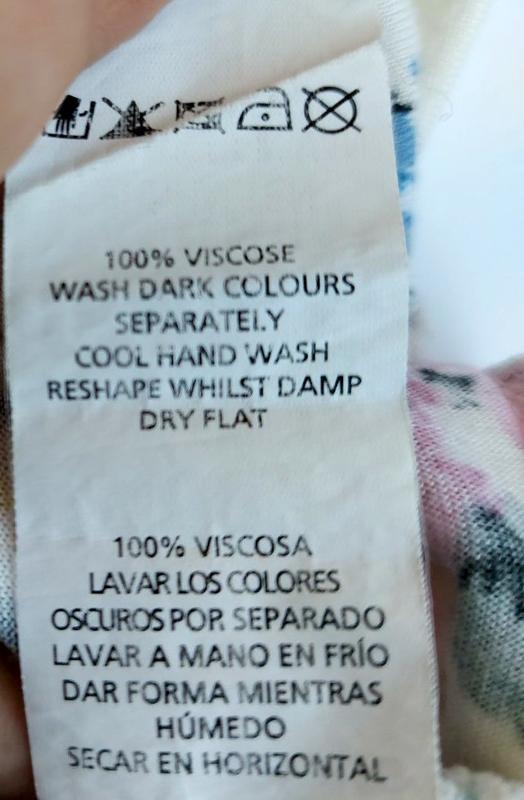 100% VISCOSE
WASH DARK COLOURS
SEPARATELY
COOL HAND WASH
RESHAPE WHILST DAMP
DRY FLAT
100% VISCOSA
LAVAR LOS COLORES
OSCUROS POR SEPARADO
LAVAR A MANO EN FRÍO
DAR FORMA MIENTRAS
HÚMEDO
SECAR EN HORIZONTAL